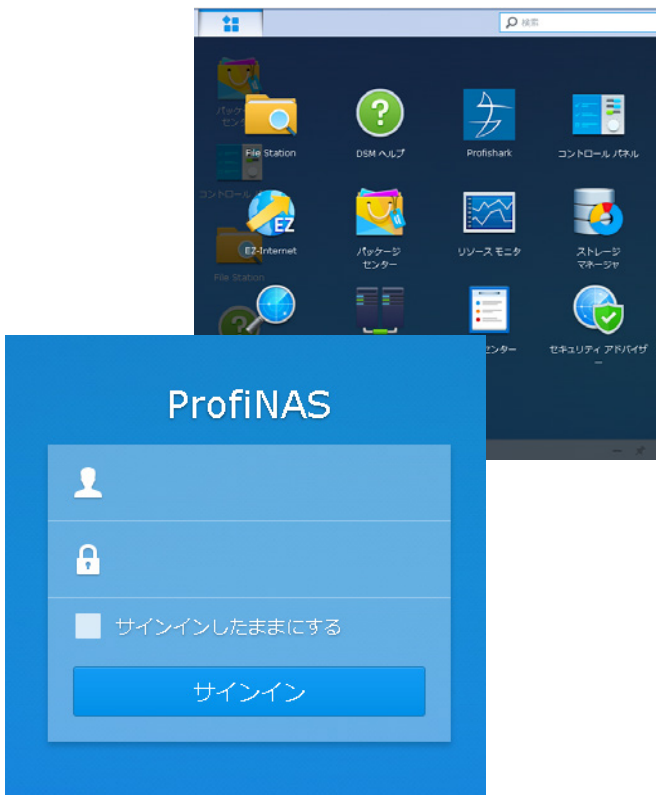 検索
File Station
DSM ヘルプ
Profishark
コントロール パネル
EZ
EZ-Internet
パッケージ
センター
リソース モニタ
ストレージ
マネージャ
File Station
センター
セキュリティ アドバイザ
ー
ProfiNAS
サインインしたままにする
サインイン